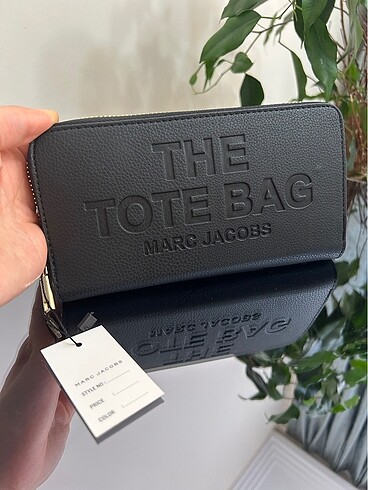 THE
TOTE BAG
MARC JACOBS
MARC JACOBS
STYLE NO :
PRICE :
COLOR :